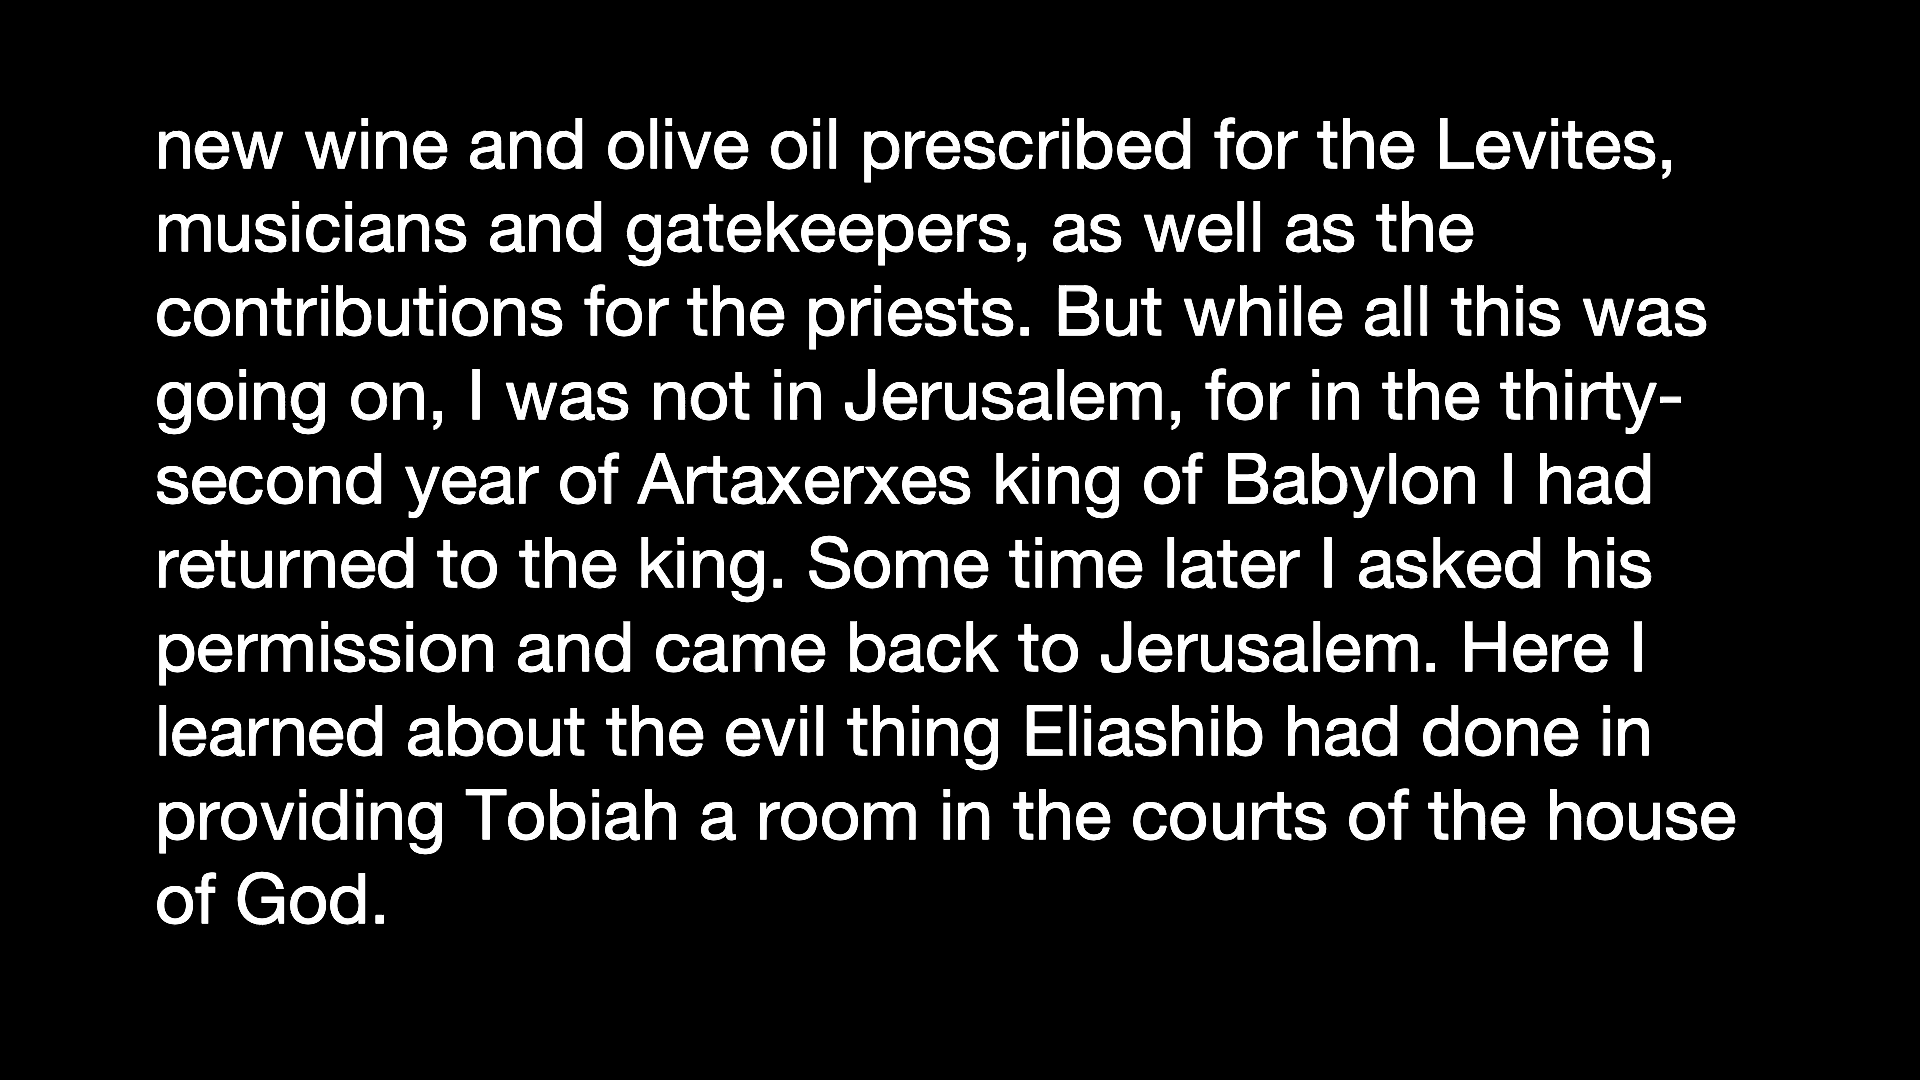 new wine and olive oil prescribed for the Levites,
musicians and gatekeepers, as well as the
contributions for the priests. But while all this was
going on, I was not in Jerusalem, for in the thirty-
second year of Artaxerxes king of Babylon I had
returned to the king. Some time later I asked his
permission and came back to Jerusalem. Here I
learned about the evil thing Eliashib had done in
providing Tobiah a room in the courts of the house
of God.